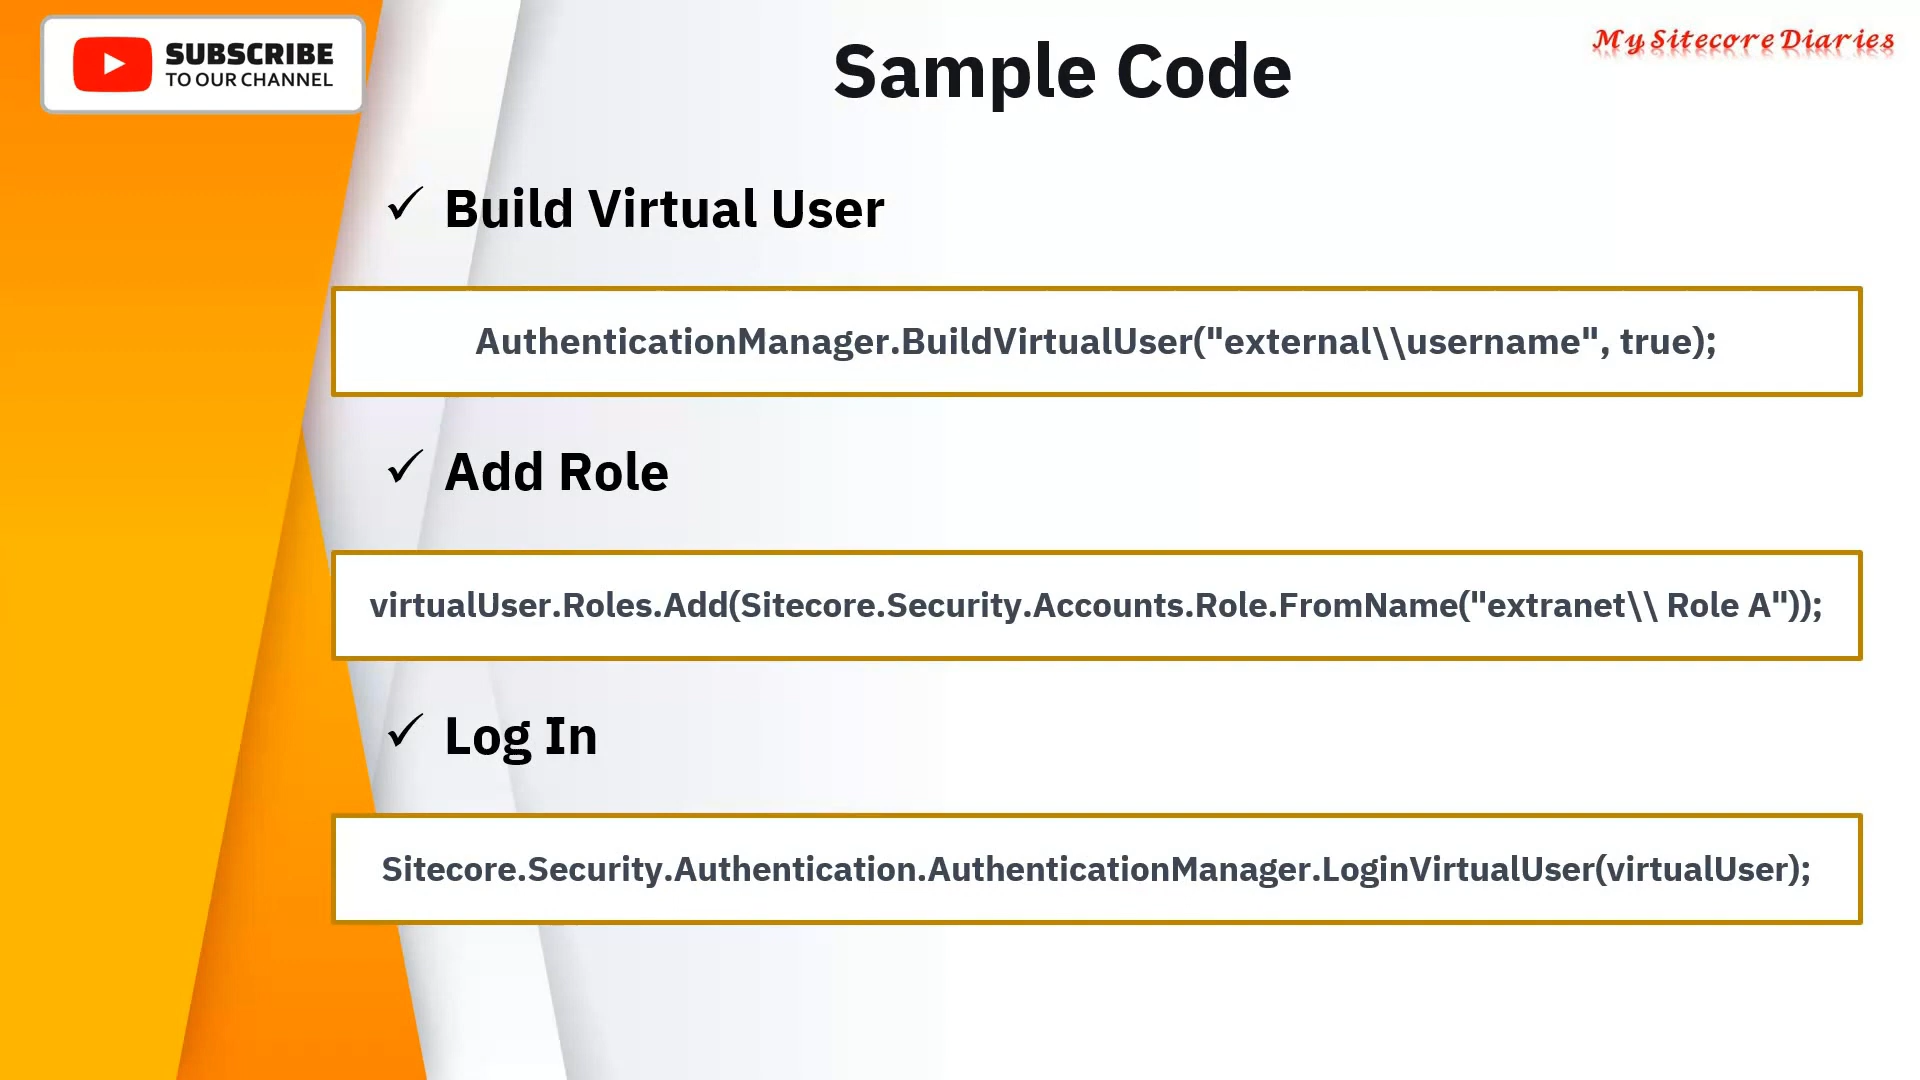 SUBSCRIBE
TO OUR CHANNEL
Sample Code
My Sitecore Diaries
✓ Build Virtual User
AuthenticationManager.BuildVirtualUser("external\\username", true);
✓ Add Role
virtualUser.Roles.Add(Sitecore.Security.Accounts.Role.FromName("extranet\\ Role A"));
✓ Log In
Sitecore.Security.Authentication.AuthenticationManager.LoginVirtualUser(virtualUser);